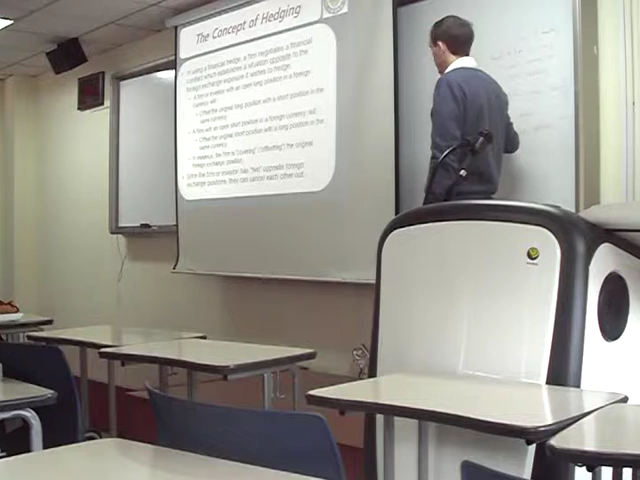 The Concept of Hedging
If using a financial hedge, a firm negotiates a financial
contract which establishes a situation opposite to the
foreign exchange exposure it wishes to hedge.
A firm or investor with an open long position in a foreign
currency will
Offset the original long position with a short position in the
same currency
A firm with an open short position in a foreign currency
Offset the original short position with a long position in the
same currency
In essence, the firm is "covering" ("offsetting") the original
foreign exchange position.
Since the firm or investor has "two" opposite foreign
exchange positions, they can cancel each other out.